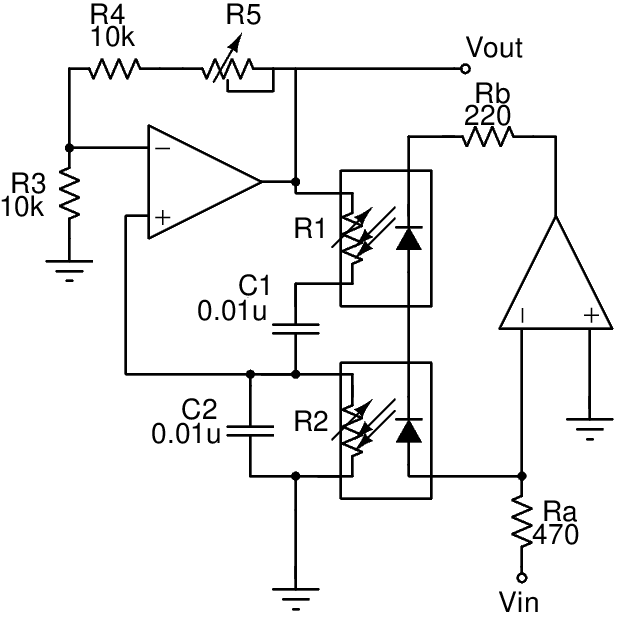 R4
10k
R5
Vout
Rb
220
−
R3
10k
+
R1
C1
0.01u
− +
C2
0.01u
R2
Ra
470
Vin